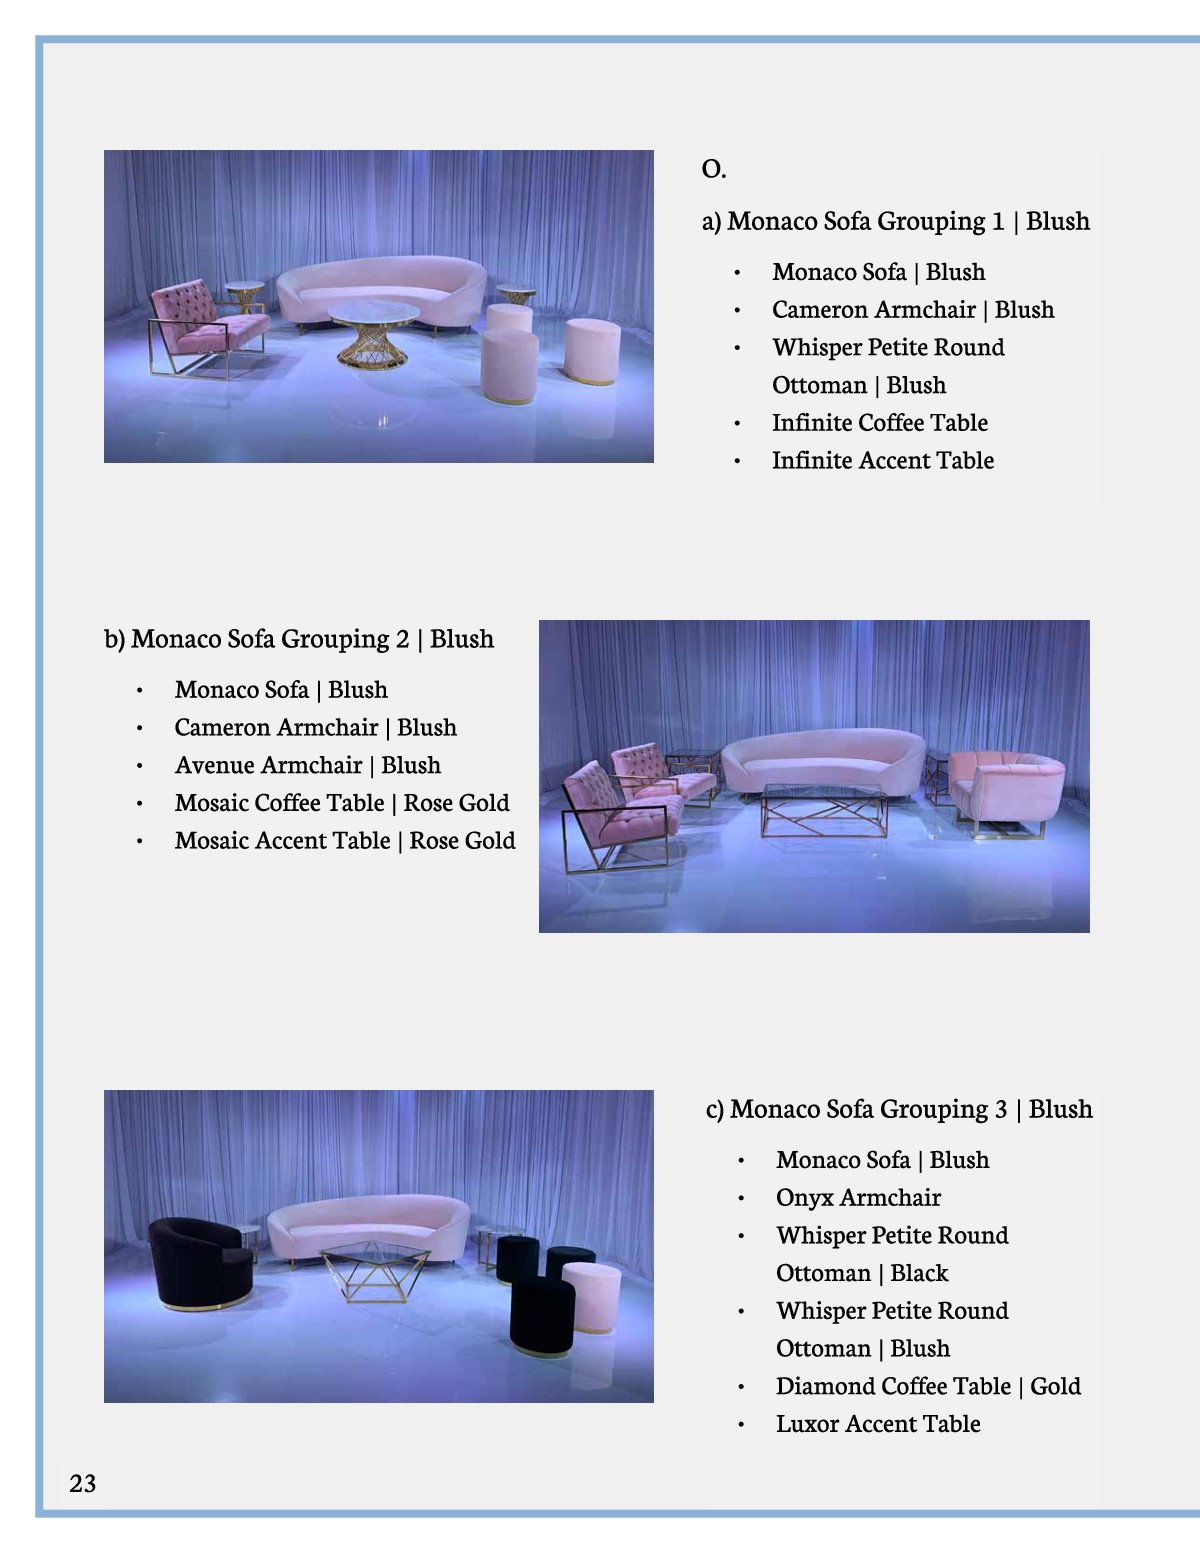 O.
a) Monaco Sofa Grouping 1 | Blush
• Monaco Sofa | Blush
• Cameron Armchair | Blush
• Whisper Petite Round
Ottoman | Blush
• Infinite Coffee Table
• Infinite Accent Table
b) Monaco Sofa Grouping 2 | Blush
• Monaco Sofa | Blush
• Cameron Armchair | Blush
• Avenue Armchair | Blush
• Mosaic Coffee Table | Rose Gold
• Mosaic Accent Table | Rose Gold
c) Monaco Sofa Grouping 3 | Blush
• Monaco Sofa | Blush
• Onyx Armchair
• Whisper Petite Round
Ottoman | Black
• Whisper Petite Round
Ottoman | Blush
• Diamond Coffee Table | Gold
• Luxor Accent Table
23